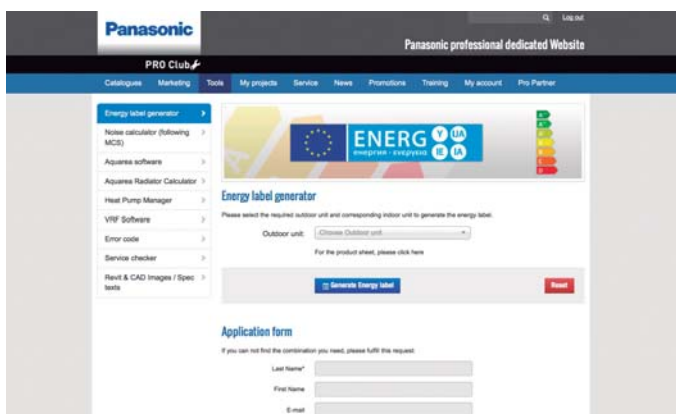 Panasonic
Log out
Panasonic professional dedicated Website
PRO Club
Catalogues Marketing Tools My projects Service News Promotions Training My account Pro Partner
Energy label generator
Noise calculator (following
MCS)
Aquarea software
Aquarea Radiator Calculator
Heat Pump Manager
VRF Software
Error code
Service checker
Revit & CAD Images / Spec
texts
ENERG Y UA
енергия · ενεργεια IE IA
Energy label generator
Please select the required outdoor unit and corresponding indoor unit to generate the energy label.
Outdoor unit: Choose Outdoor unit
For the product sheet, please click here
Generate Energy label
Reset
Application form
If you can not find the combination you need, please fulfill this request:
Last Name*
First Name
E-mail